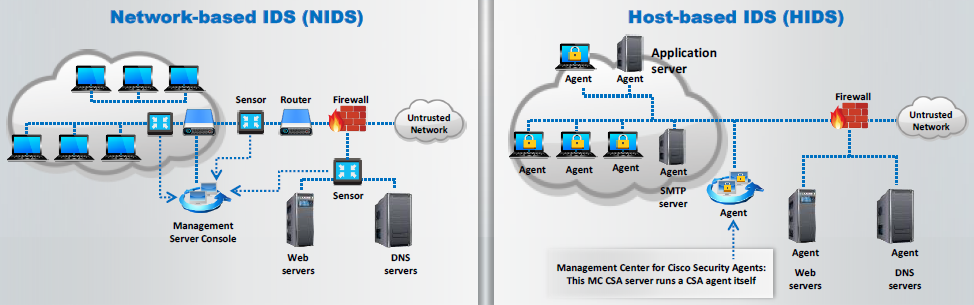 Network-based IDS (NIDS)
Sensor
Router
Firewall
Untrusted
Network
Sensor
Management
Server Console
Web
servers
DNS
servers
Host-based IDS (HIDS)
Application
server
Agent
Agent
Firewall
Untrusted
Network
Agent
Agent
Agent
Agent
SMTP
server
Agent
Agent
Web
servers
Agent
DNS
servers
Management Center for Cisco Security Agents:
This MC CSA server runs a CSA agent itself